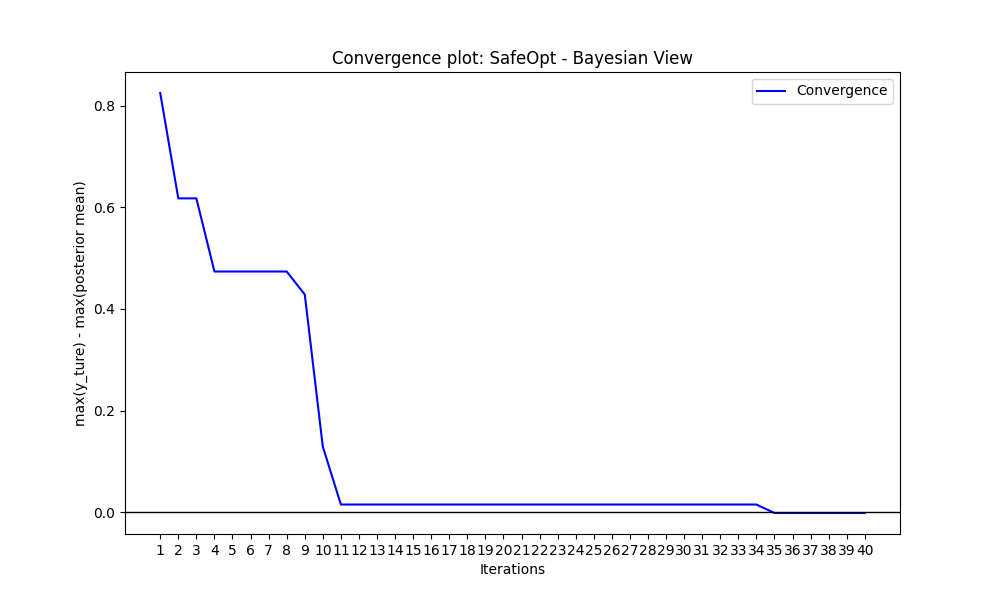 Convergence plot: SafeOpt - Bayesian View
Convergence
max(y_ture) - max(posterior mean)
0.8
0.6
0.4
0.2
0.0
1 2 3 4 5 6 7 8 9 10 11 12 13 14 15 16 17 18 19 20 21 22 23 24 25 26 27 28 29 30 31 32 33 34 35 36 37 38 39 40
Iterations